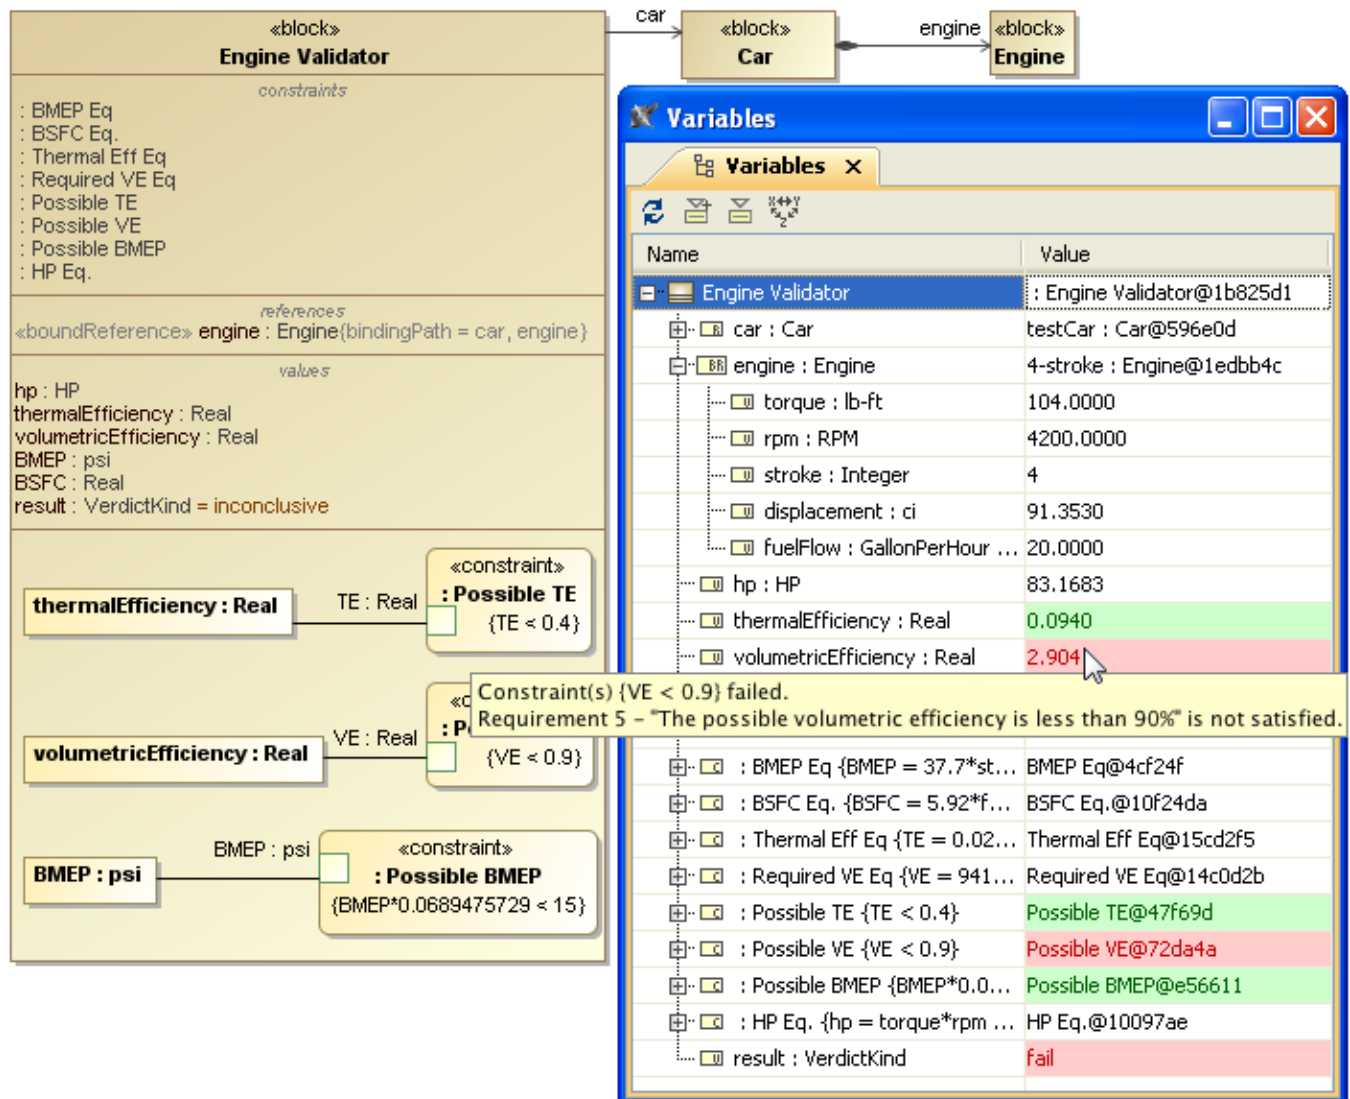 «block»
Engine Validator
constraints
: BMEP Eq
: BSFC Eq.
: Thermal Eff Eq
: Required VE Eq
: Possible TE
: Possible VE
: Possible BMEP
: HP Eq.
references
«boundReference» engine : Engine{bindingPath = car, engine}
values
hp : HP
thermalEfficiency : Real
volumetricEfficiency : Real
BMEP : psi
BSFC : Real
result : VerdictKind = inconclusive
thermalEfficiency : Real
TE : Real
«constraint»
: Possible TE
{TE < 0.4}
volumetricEfficiency : Real
VE : Real
{VE < 0.9}
BMEP : psi
BMEP : psi
«constraint»
: Possible BMEP
{BMEP*0.0689475729 < 15}
car
«block»
Car
engine
«block»
Engine
Variables
Variables X
Name Value
Engine Validator : Engine Validator@1b825d1
car : Car testCar : Car@596e0d
engine : Engine 4-stroke : Engine@1edbb4c
torque : lb-ft 104.0000
rpm : RPM 4200.0000
stroke : Integer 4
displacement : ci 91.3530
fuelFlow : GallonPerHour ... 20.0000
hp : HP 83.1683
thermalEfficiency : Real 0.0940
volumetricEfficiency : Real 2.904
Constraint(s) {VE < 0.9} failed.
Requirement 5 - "The possible volumetric efficiency is less than 90%" is not satisfied.
: BMEP Eq {BMEP = 37.7*st... BMEP Eq@4cf24f
: BSFC Eq. {BSFC = 5.92*f... BSFC Eq.@10f24da
: Thermal Eff Eq {TE = 0.02... Thermal Eff Eq@15cd2f5
: Required VE Eq {VE = 941... Required VE Eq@14c0d2b
: Possible TE {TE < 0.4} Possible TE@47f69d
: Possible VE {VE < 0.9} Possible VE@72da4a
: Possible BMEP {BMEP*0.0... Possible BMEP@e56611
: HP Eq. {hp = torque*rpm ... HP Eq.@10097ae
result : VerdictKind fail